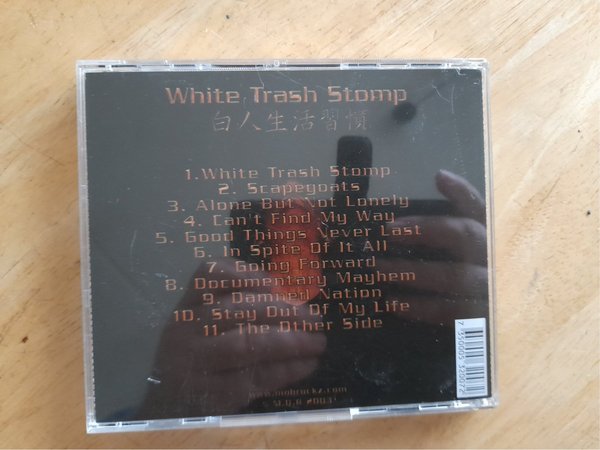 White Trash Stomp
白人生活習慣
1.White Trash Stomp
2. Scapegoats
3. Alone But Not Lonely
4. Can't Find My Way
5. Good Things Never Last
6. In Spite Of It All
7. Going Forward
8. Documentary Mayhem
9. Damned Nation
10. Stay Out Of My Life
11. The Other Side